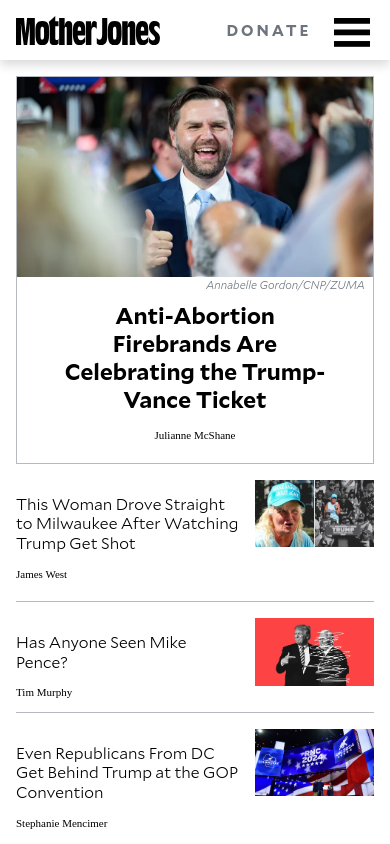 Mother Jones
DONATE
Annabelle Gordon/CNP/ZUMA
Anti-Abortion
Firebrands Are
Celebrating the Trump-
Vance Ticket
Julianne McShane
This Woman Drove Straight
to Milwaukee After Watching
Trump Get Shot
James West
Has Anyone Seen Mike
Pence?
Tim Murphy
Even Republicans From DC
Get Behind Trump at the GOP
Convention
RNC
2024
Stephanie Mencimer